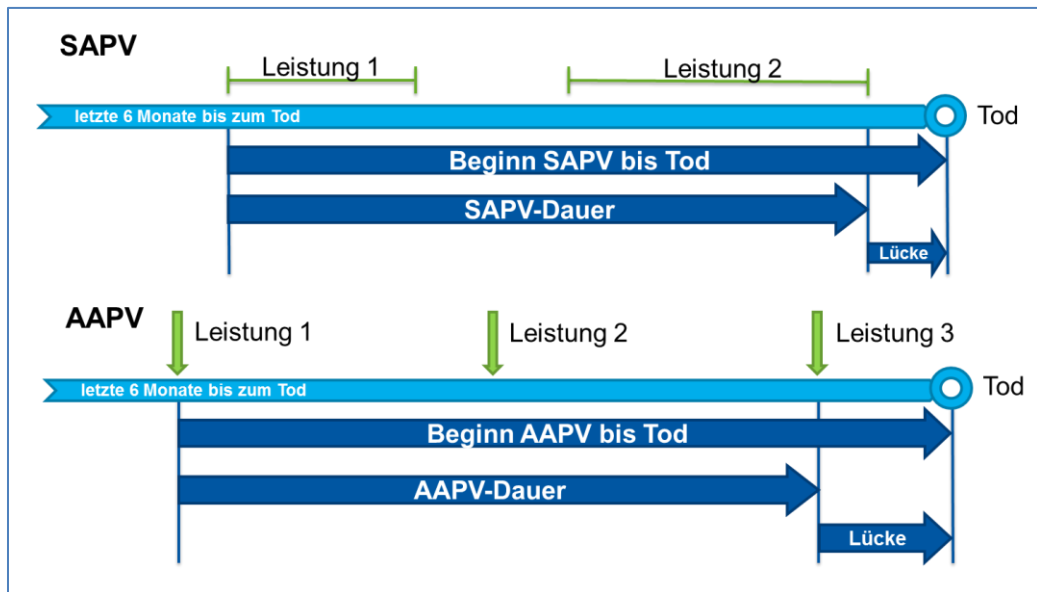 SAPV
Leistung 1
Leistung 2
letzte 6 Monate bis zum Tod
Tod
Beginn SAPV bis Tod
SAPV-Dauer
Lücke
AAPV
Leistung 1
Leistung 2
Leistung 3
letzte 6 Monate bis zum Tod
Tod
Beginn AAPV bis Tod
AAPV-Dauer
Lücke